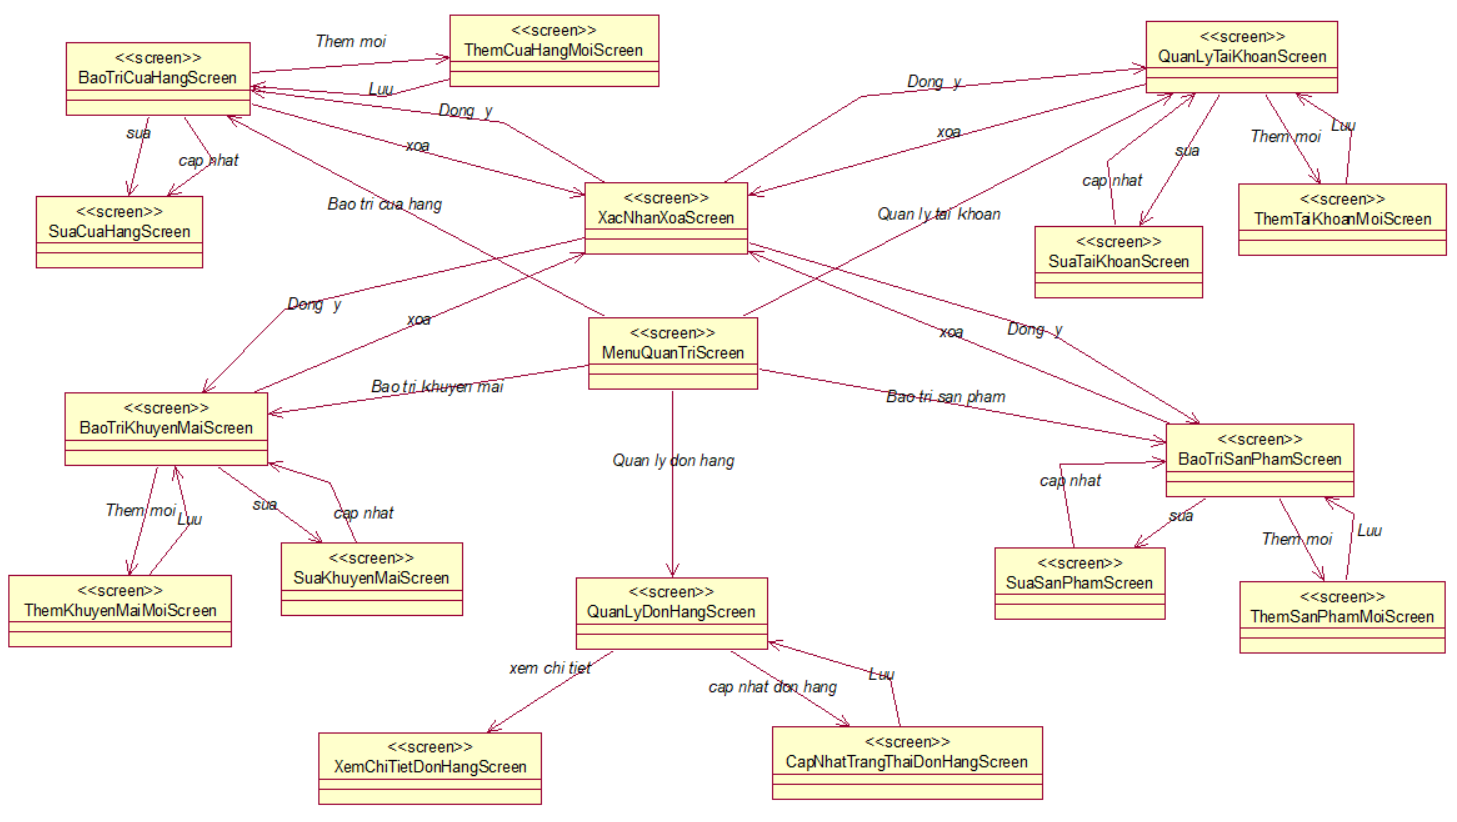 <<screen>>
ThemCuaHangMoiScreen
<<screen>>
QuanLyTaiKhoanScreen
<<screen>>
BaoTriCuaHangScreen
Them moi
Luu
Dong y
xoa
sua
cap nhat
Dong y
xoa
sua
Them moi
Luu
cap nhat
<<screen>>
SuaCuaHangScreen
Bao tri cua hang
<<screen>>
XacNhanXoaScreen
Quan ly tai khoan
<<screen>>
ThemTaiKhoanMoiScreen
<<screen>>
SuaTaiKhoanScreen
Dong y
xoa
<<screen>>
MenuQuanTriScreen
xoa
Dong y
Bao tri khuyen mai
Bao tri san pham
<<screen>>
BaoTriKhuyenMaiScreen
<<screen>>
BaoTriSanPhamScreen
Quan ly don hang
Them moi
Luu
sua
cap nhat
cap nhat
sua
Them moi
Luu
<<screen>>
ThemKhuyenMaiMoiScreen
<<screen>>
SuaKhuyenMaiScreen
<<screen>>
QuanLyDonHangScreen
<<screen>>
SuaSanPhamScreen
<<screen>>
ThemSanPhamMoiScreen
xem chi tiet
cap nhat don hang
Luu
<<screen>>
XemChiTietDonHangScreen
<<screen>>
CapNhatTrangThaiDonHangScreen